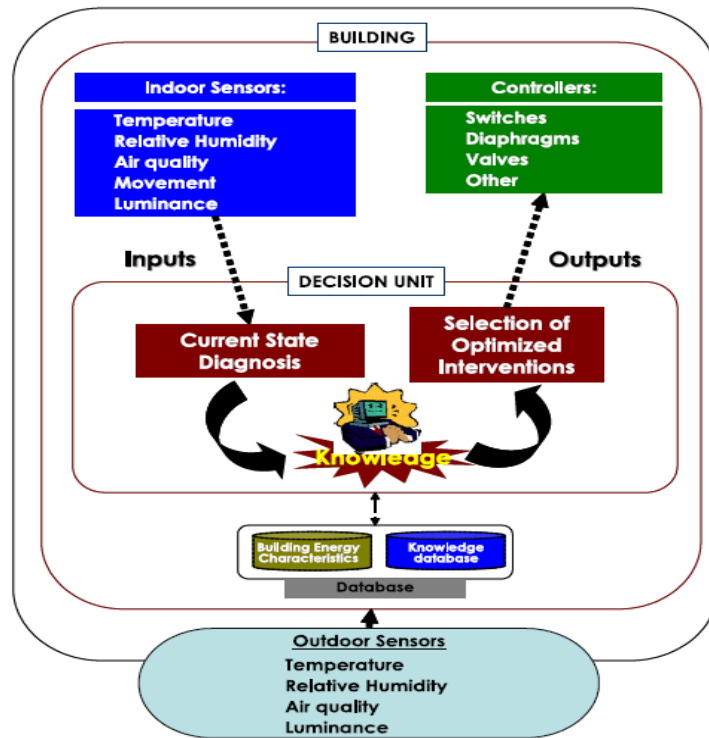 BUILDING
Indoor Sensors:
Temperature
Relative Humidity
Air quality
Movement
Luminance
Controllers:
Switches
Diaphragms
Valves
Other
Inputs
Outputs
DECISION UNIT
Current State
Diagnosis
Selection of
Optimized
Interventions
Knowledge
Building Energy
Characteristics
Knowledge
database
Database
Outdoor Sensors
Temperature
Relative Humidity
Air quality
Luminance